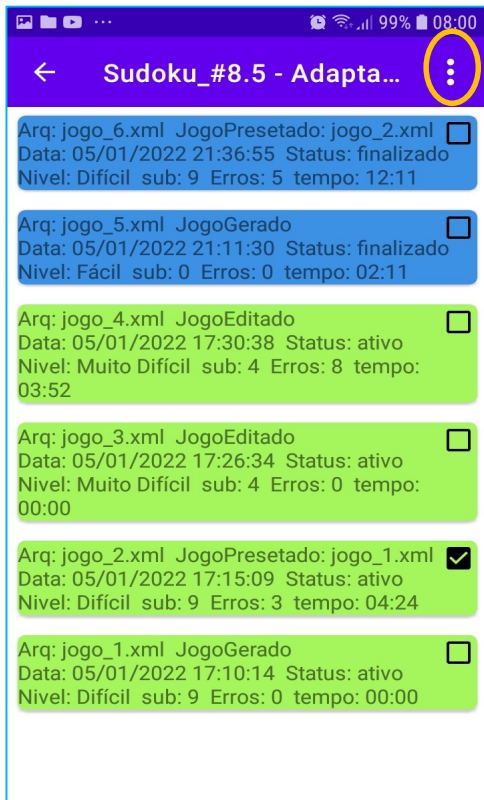 99% 08:00
Sudoku_#8.5 - Adapta...
Arq: jogo_6.xml JogoPresetado: jogo_2.xml
Data: 05/01/2022 21:36:55 Status: finalizado
Nivel: Difícil sub: 9 Erros: 5 tempo: 12:11
Arq: jogo_5.xml JogoGerado
Data: 05/01/2022 21:11:30 Status: finalizado
Nivel: Fácil sub: 0 Erros: 0 tempo: 02:11
Arq: jogo_4.xml JogoEditado
Data: 05/01/2022 17:30:38 Status: ativo
Nivel: Muito Difícil sub: 4 Erros: 8 tempo:
03:52
Arq: jogo_3.xml JogoEditado
Data: 05/01/2022 17:26:34 Status: ativo
Nivel: Muito Difícil sub: 4 Erros: 0 tempo:
00:00
Arq: jogo_2.xml JogoPresetado: jogo_1.xml
Data: 05/01/2022 17:15:09 Status: ativo
Nivel: Difícil sub: 9 Erros: 3 tempo: 04:24
Arq: jogo_1.xml JogoGerado
Data: 05/01/2022 17:10:14 Status: ativo
Nivel: Difícil sub: 9 Erros: 0 tempo: 00:00